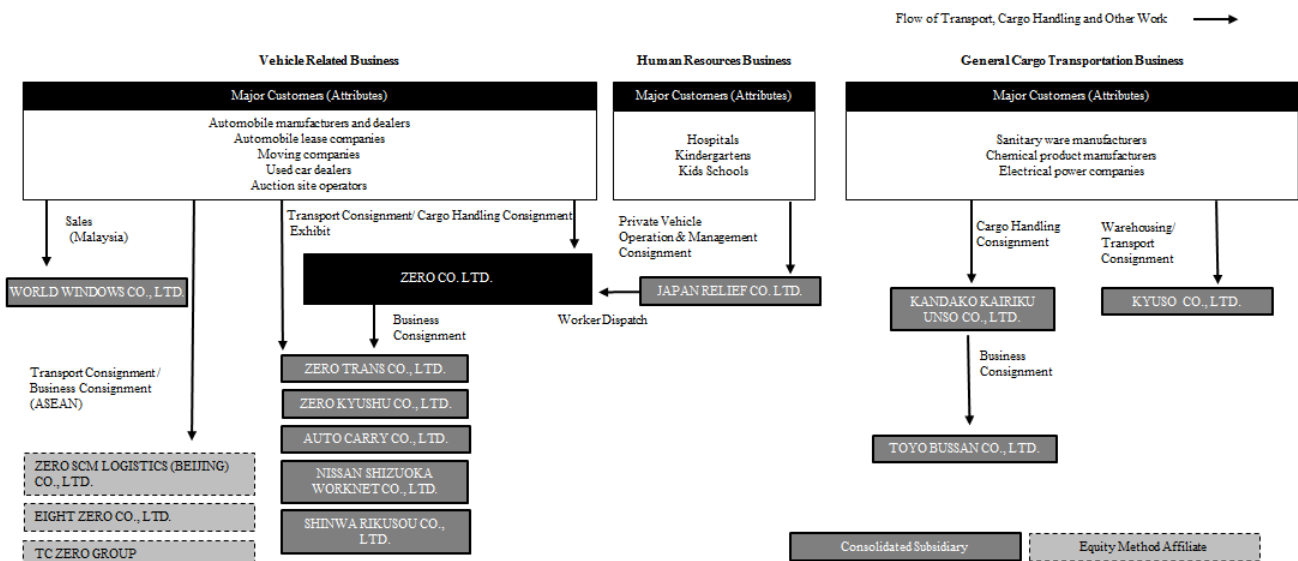 Flow of Transport, Cargo Handling and Other Work
Vehicle Related Business
Major Customers (Attributes)
Automobile manufacturers and dealers
Automobile lease companies
Moving companies
Used car dealers
Auction site operators
Human Resources Business
Major Customers (Attributes)
Hospitals
Kindergartens
Kids Schools
General Cargo Transportation Business
Major Customers (Attributes)
Sanitary ware manufacturers
Chemical product manufacturers
Electrical power companies
Sales
(Malaysia)
Transport Consignment/ Cargo Handling Consignment
Exhibit
Private Vehicle
Operation & Management
Consignment
Cargo Handling
Consignment
Warehousing/
Transport
Consignment
WORLD WINDOWS CO., LTD.
ZERO CO. LTD.
JAPAN RELIEF CO. LTD.
KANDAKO KAIRIKU
UNSO CO., LTD.
KYUSO CO., LTD.
Business
Consignment
Worker Dispatch
Business
Consignment
Transport Consignment /
Business Consignment
(ASEAN)
ZERO TRANS CO., LTD.
ZERO KYUSHU CO., LTD.
AUTO CARRY CO., LTD.
NISSAN SHIZUOKA
WORKNET CO., LTD.
SHINWA RIKUSOU CO.,
LTD.
TOYO BUSSAN CO., LTD.
ZERO SCM LOGISTICS (BEIJING)
CO., LTD.
EIGHT ZERO CO., LTD.
TC ZERO GROUP
Consolidated Subsidiary
Equity Method Affiliate